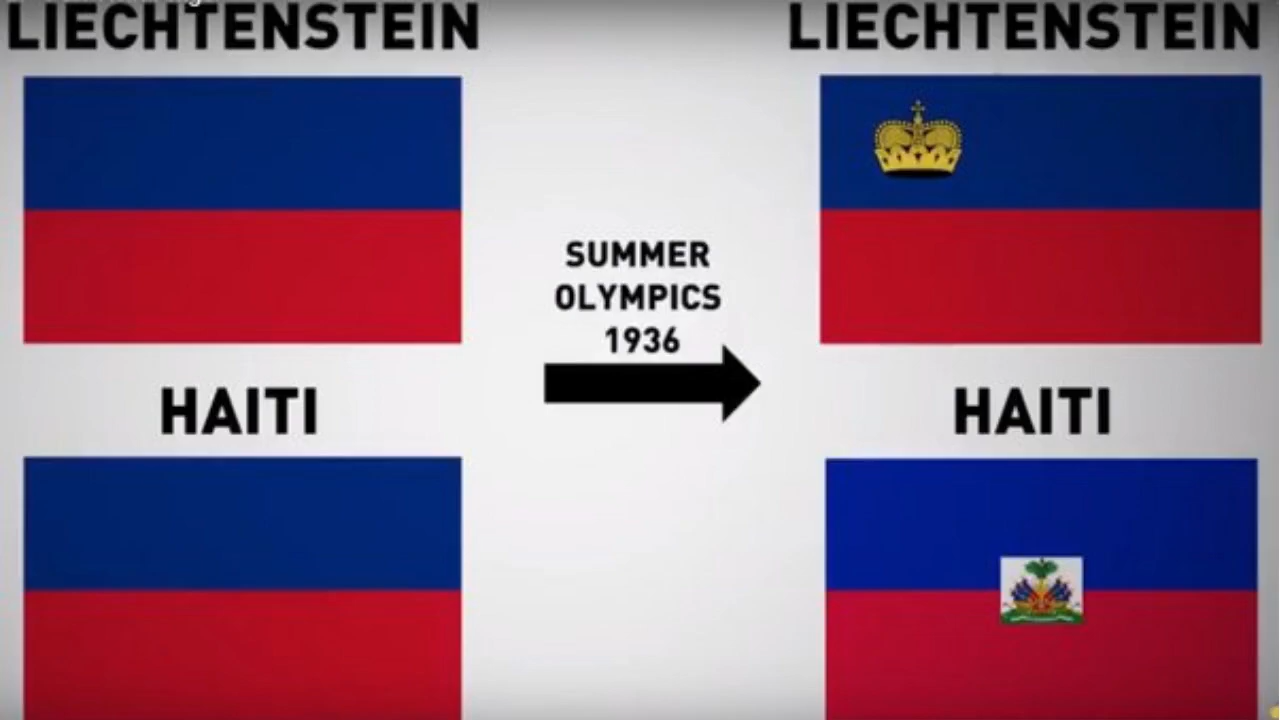 LIECHTENSTEIN
LIECHTENSTEIN
SUMMER
OLYMPICS
1936
HAITI
HAITI